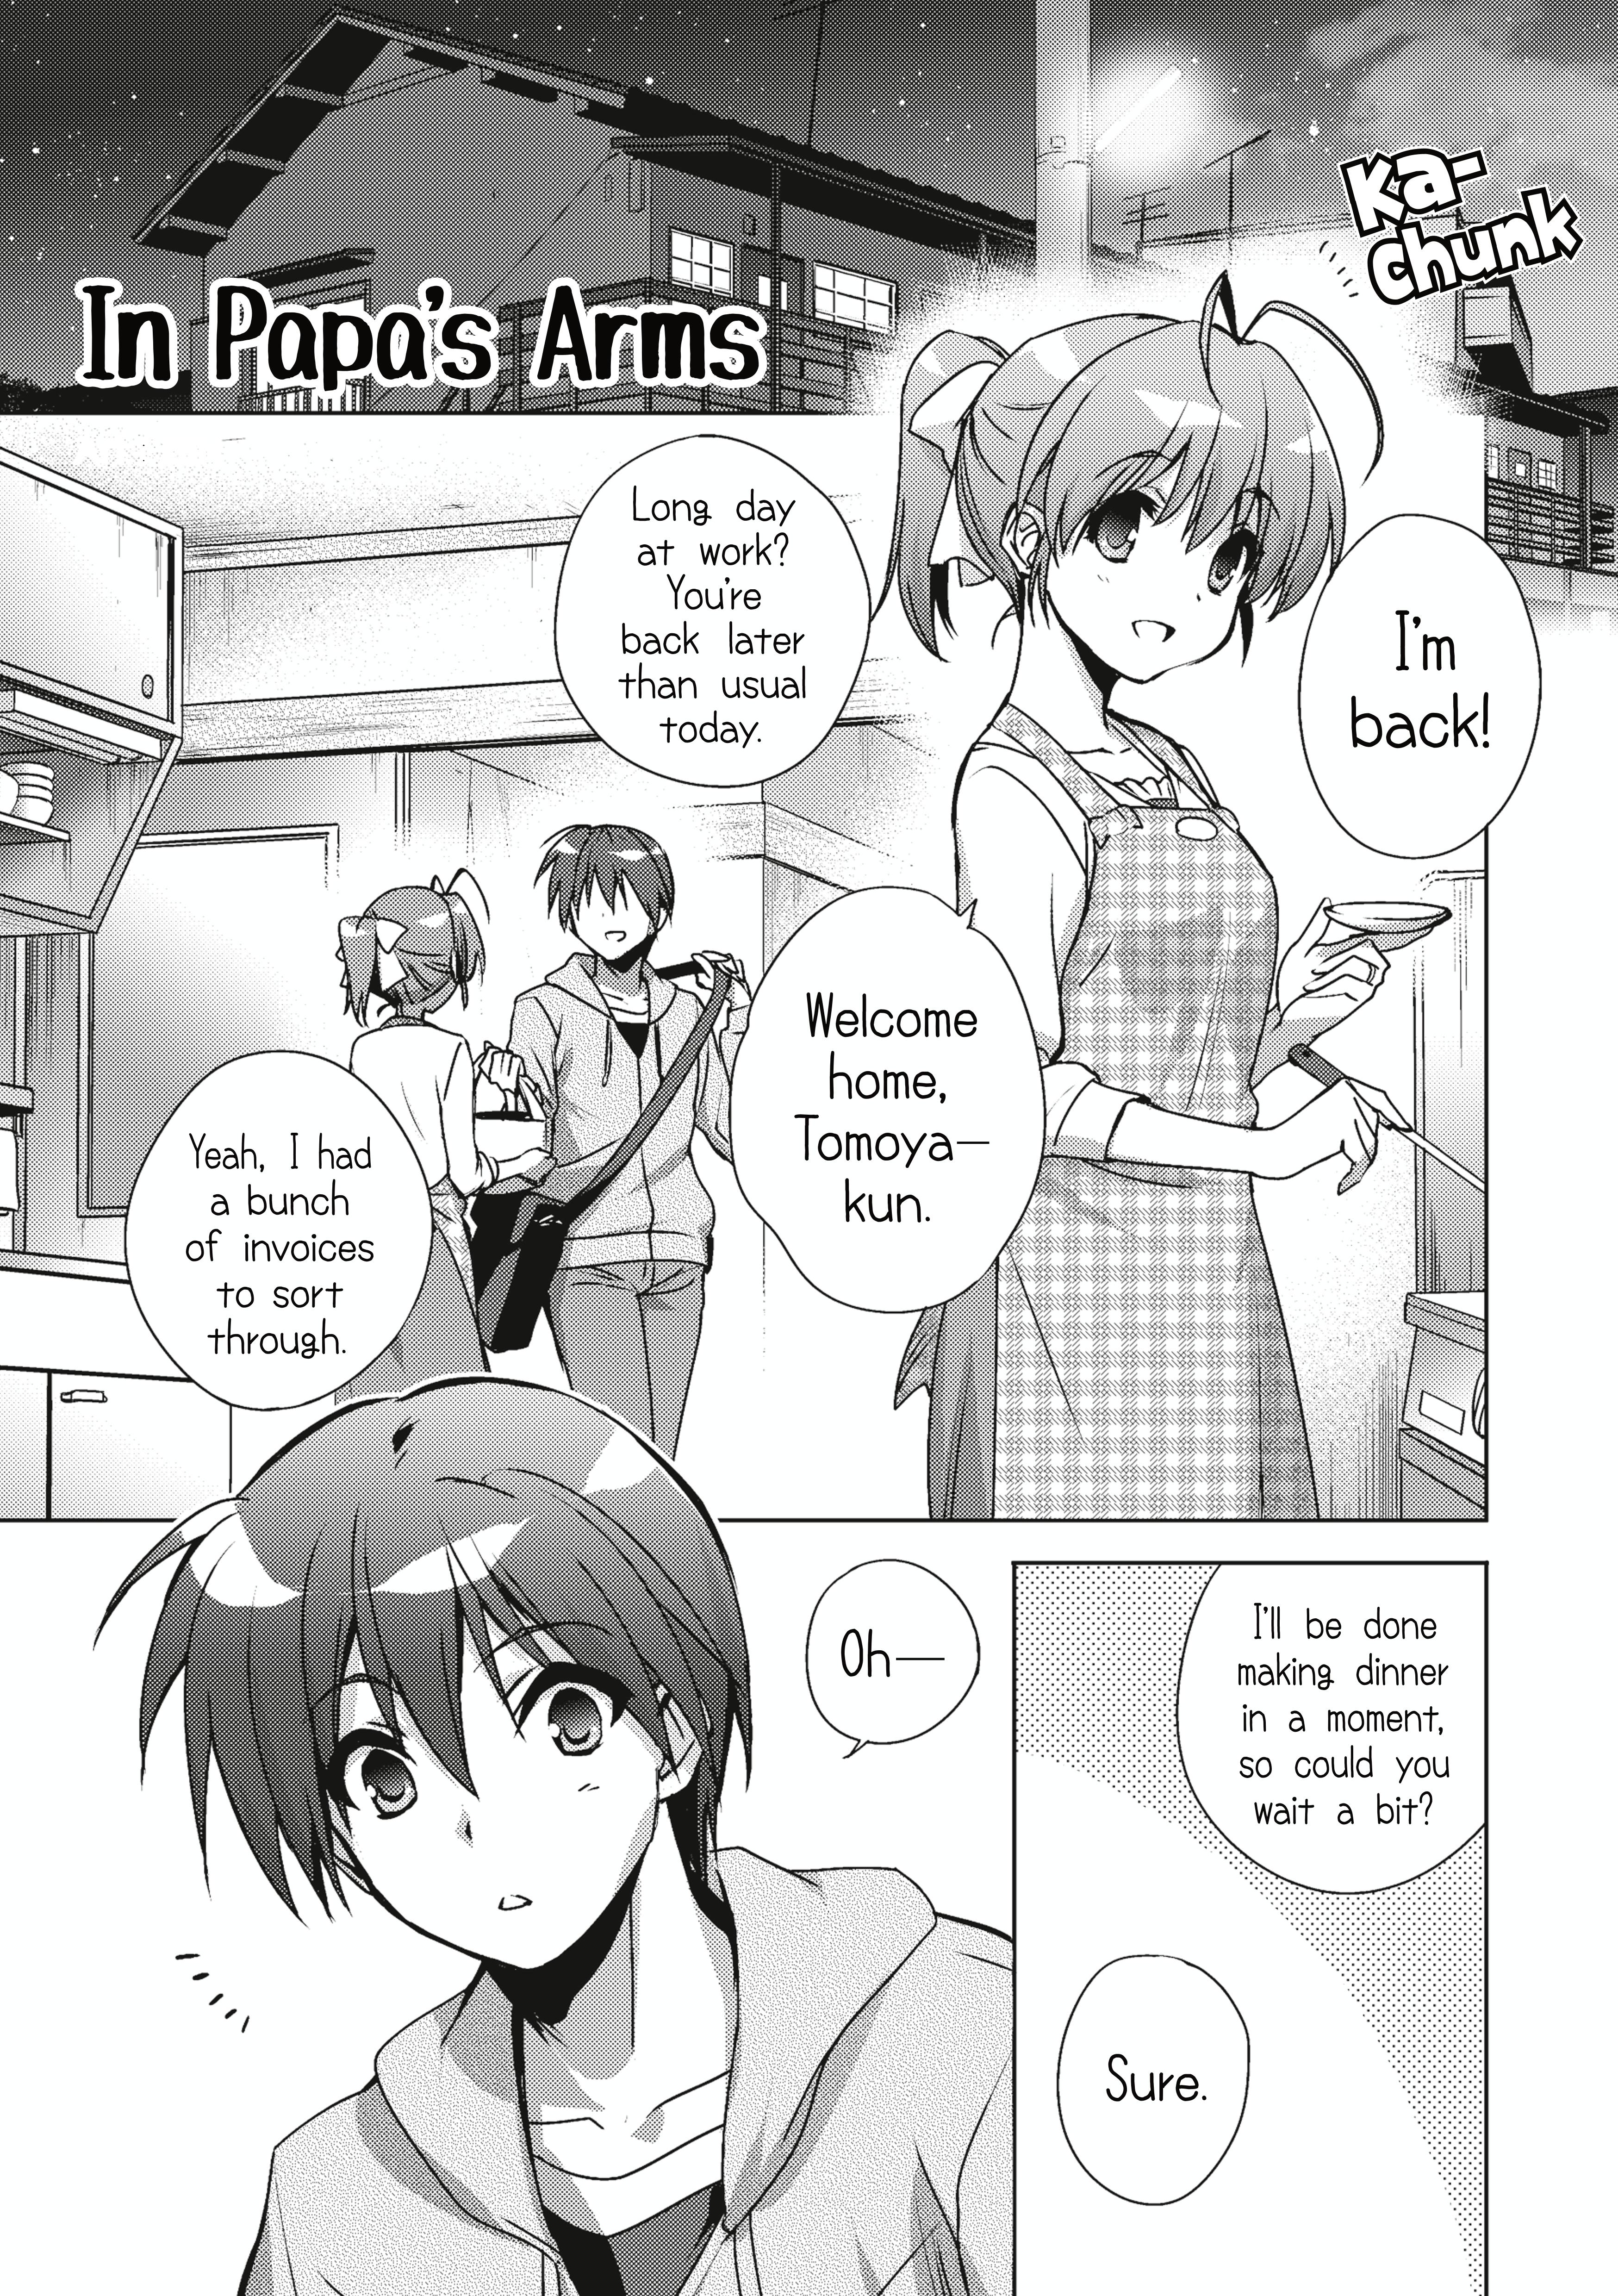 Ka-
chunk
In Papa's Arms
I'm
back!
Welcome
home,
Tomoya—
kun.
Long day
at work?
You're
back later
than usual
today.
Yeah, I had
a bunch
of invoices
to sort
through.
I'll be done
making dinner
in a moment,
so could you
wait a bit?
Sure.
Oh—